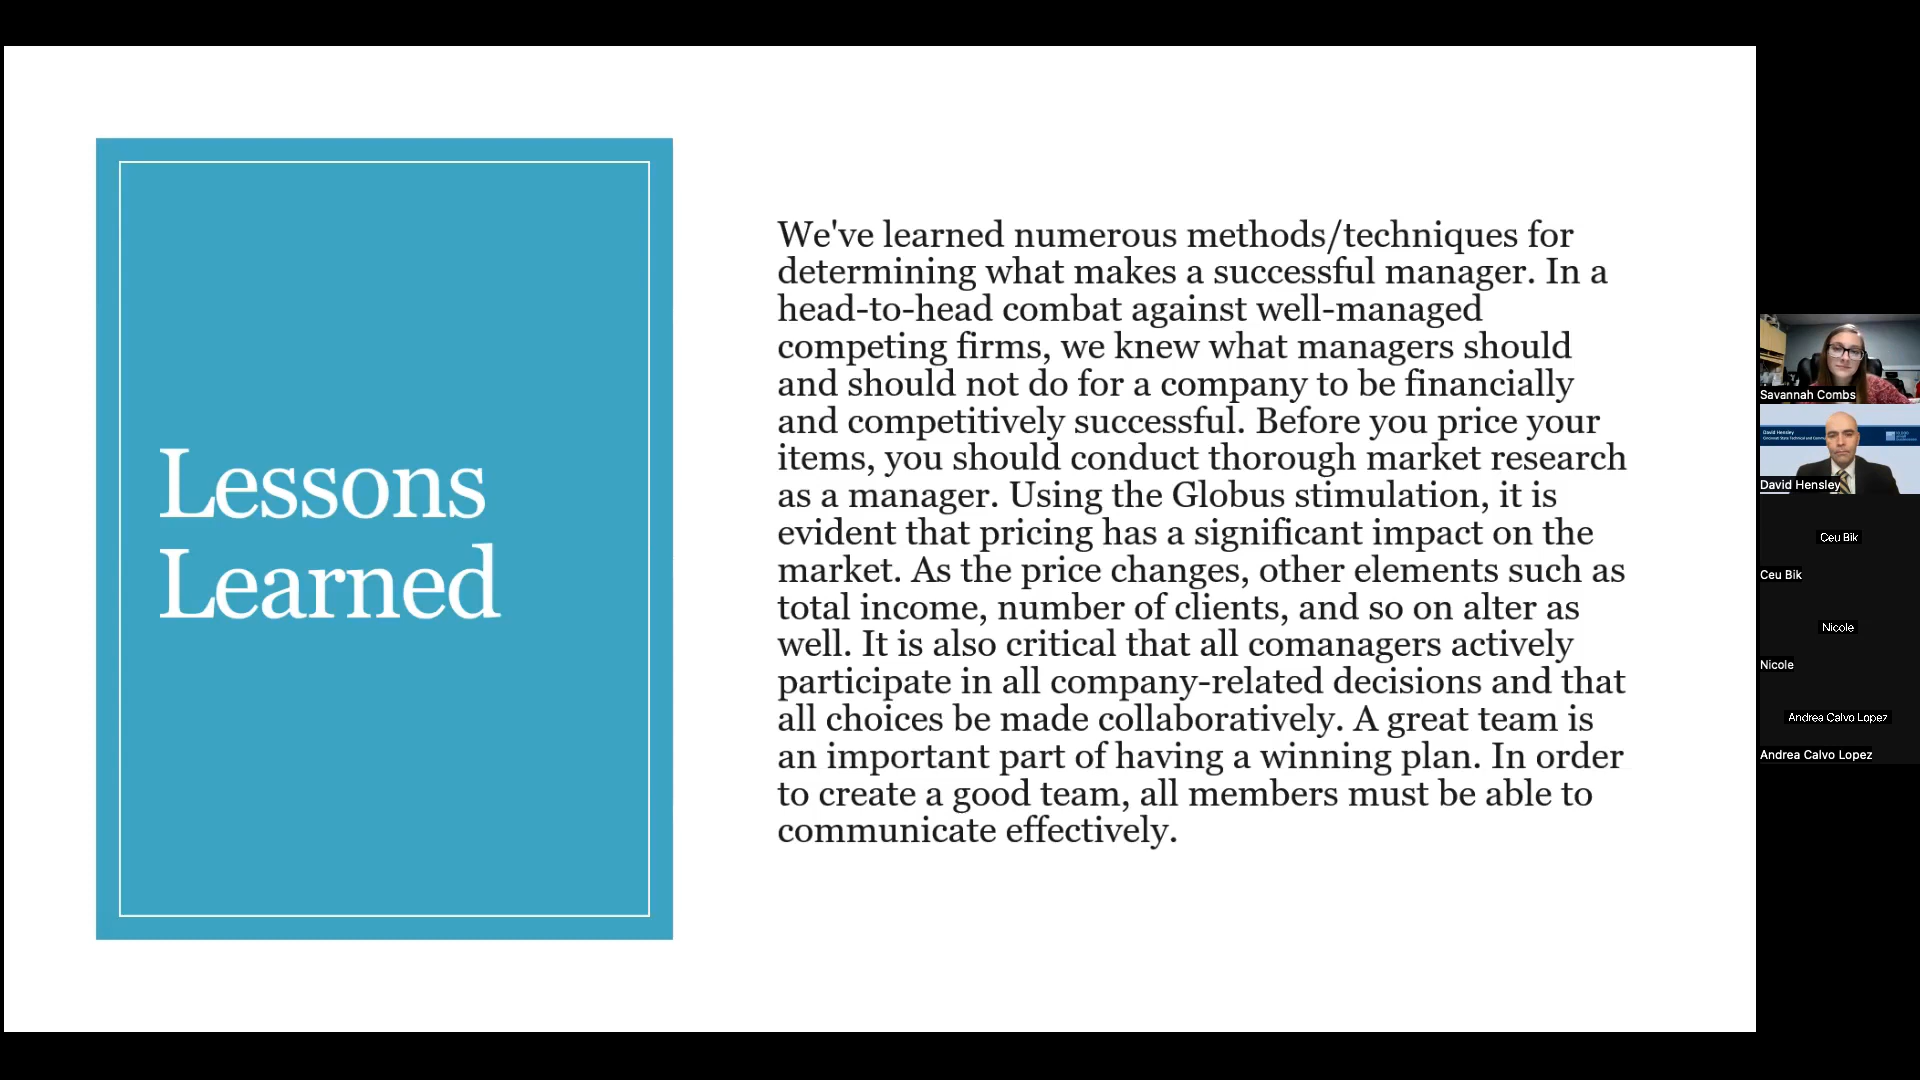 Lessons
Learned
We've learned numerous methods/techniques for
determining what makes a successful manager. In a
head-to-head combat against well-managed
competing firms, we knew what managers should
and should not do for a company to be financially
and competitively successful. Before you price your
items, you should conduct thorough market research
as a manager. Using the Globus stimulation, it is
evident that pricing has a significant impact on the
market. As the price changes, other elements such as
total income, number of clients, and so on alter as
well. It is also critical that all comanagers actively
participate in all company-related decisions and that
all choices be made collaboratively. A great team is
an important part of having a winning plan. In order
to create a good team, all members must be able to
communicate effectively.
Savannah Combs
David Hensley
David Hensley
Ceu Bik
Ceu Bik
Nicole
Nicole
Andrea Calvo Lopez
Andrea Calvo Lopez